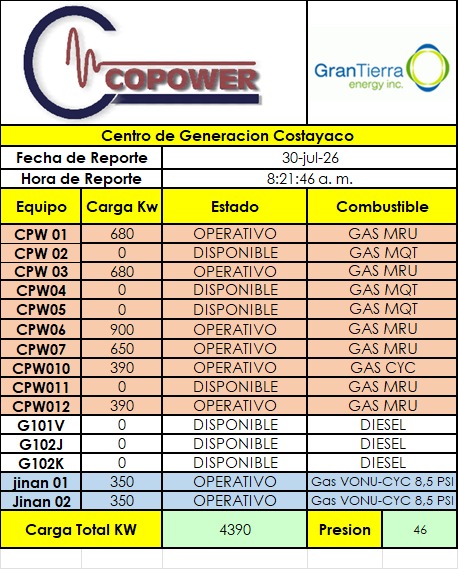 COPOWER
GranTierra
energy inc.
Centro de Generacion Costayaco
Fecha de Reporte 30-jul-26
Hora de Reporte 8:21:46 a. m.
Equipo Carga Kw Estado Combustible
CPW 01 680 OPERATIVO GAS MRU
CPW 02 0 DISPONIBLE GAS MQT
CPW 03 680 OPERATIVO GAS MRU
CPW04 0 DISPONIBLE GAS MQT
CPW05 0 DISPONIBLE GAS MQT
CPW06 900 OPERATIVO GAS MRU
CPW07 650 OPERATIVO GAS MRU
CPW010 390 OPERATIVO GAS CYC
CPW011 0 DISPONIBLE GAS MRU
CPW012 390 OPERATIVO GAS MRU
G101V 0 DISPONIBLE DIESEL
G102J 0 DISPONIBLE DIESEL
G102K 0 DISPONIBLE DIESEL
jinan 01 350 OPERATIVO Gas VONU-CYC 8,5 PSI
Jinan 02 350 OPERATIVO Gas VONU-CYC 8,5 PSI
Carga Total KW 4390 Presion 46